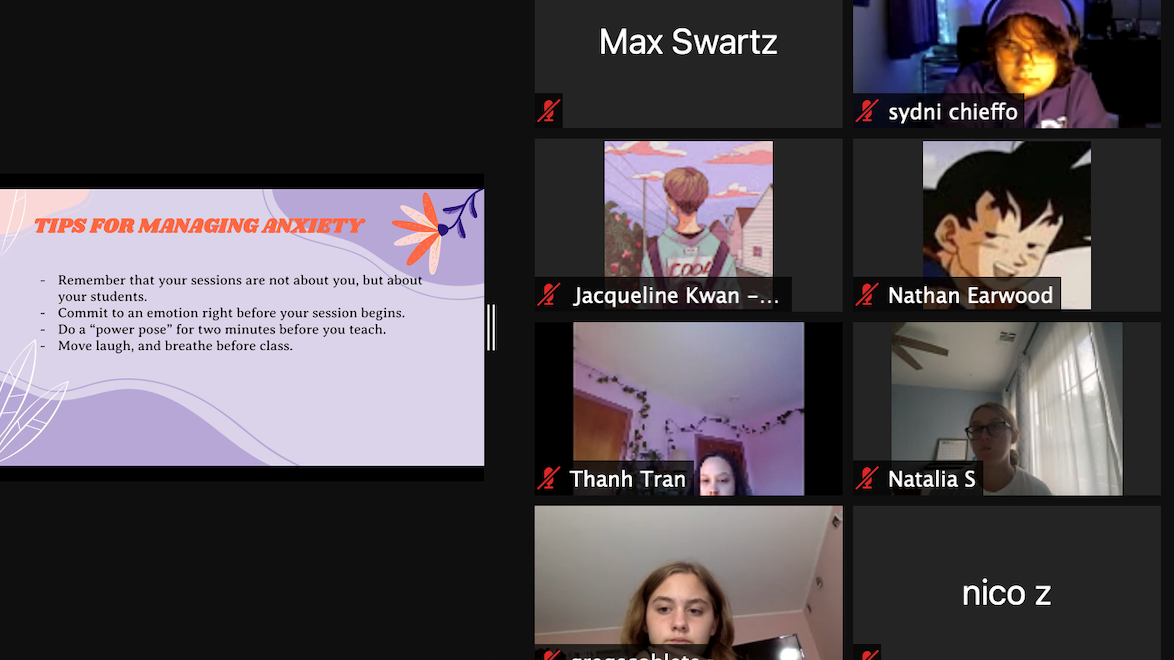 TIPS FOR MANAGING ANXIETY
- Remember that your sessions are not about you, but about
your students.
- Commit to an emotion right before your session begins.
- Do a “power pose” for two minutes before you teach.
- Move laugh, and breathe before class.
Max Swartz
sydni chieffo
COOL
Jacqueline Kwan –...
Nathan Earwood
Thanh Tran
Natalia S
nico z